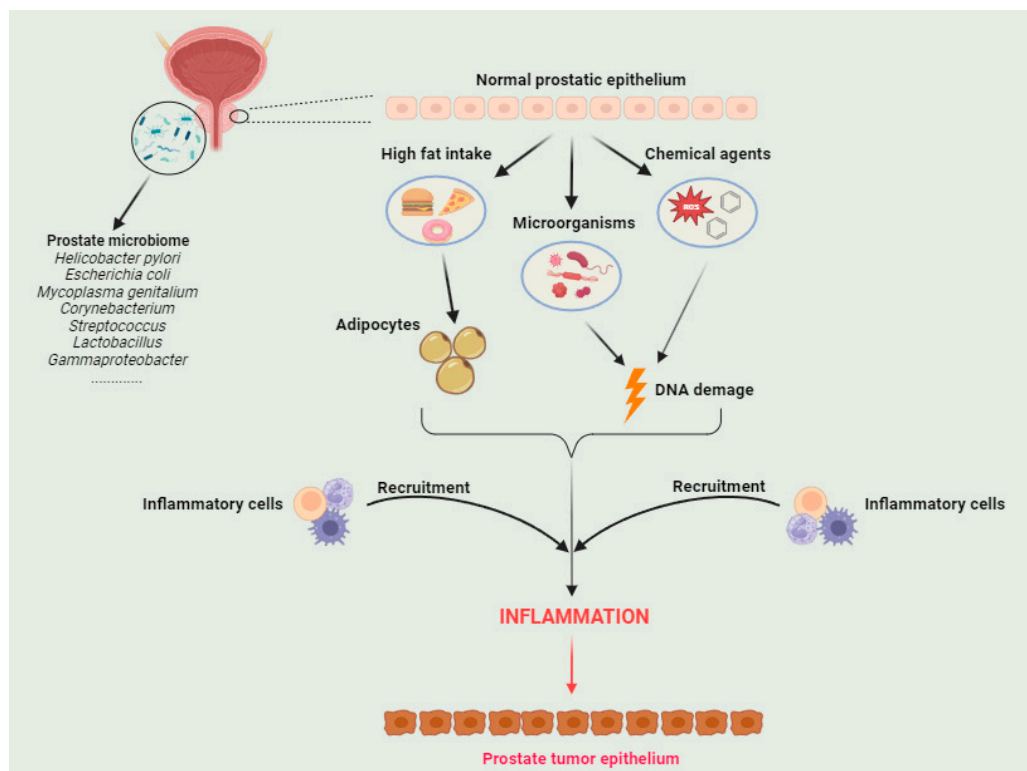 Normal prostatic epithelium
High fat intake
Chemical agents
ROS
Microorganisms
Prostate microbiome
Helicobacter pylori
Escherichia coli
Mycoplasma genitalium
Corynebacterium
Streptococcus
Lactobacillus
Gammaproteobacter
.............
Adipocytes
DNA demage
Inflammatory cells
Recruitment
Recruitment
Inflammatory cells
INFLAMMATION
Prostate tumor epithelium